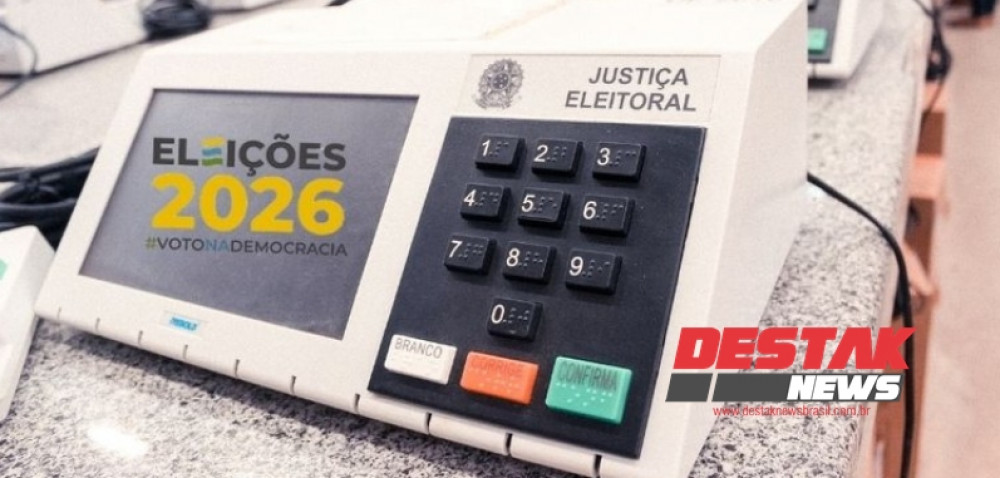 JUSTIÇA
ELEITORAL
ELEIÇÕES
2026
#VOTONADEMOCRACIA
1 2 3
4 5 6
7 8 9
0
BRANCO
CORRIGE
CONFIRMA
DESTAK
NEWS
www.destaknewsbrasil.com.br